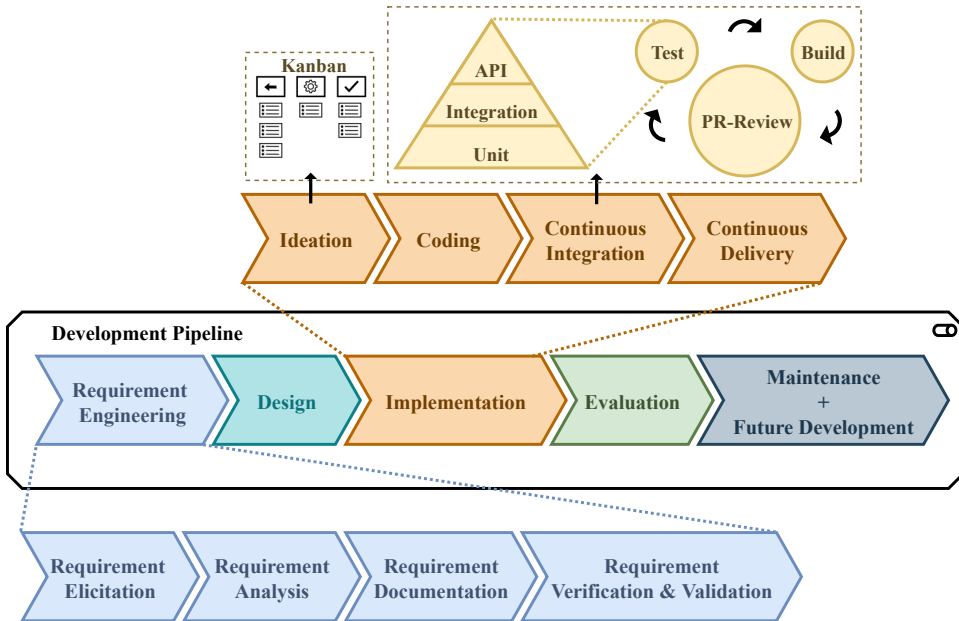 Kanban
API
Integration
Unit
Test
Build
PR-Review
Ideation
Coding
Continuous
Integration
Continuous
Delivery
Development Pipeline
Requirement
Engineering
Design
Implementation
Evaluation
Maintenance
+
Future Development
Requirement
Elicitation
Requirement
Analysis
Requirement
Documentation
Requirement
Verification & Validation